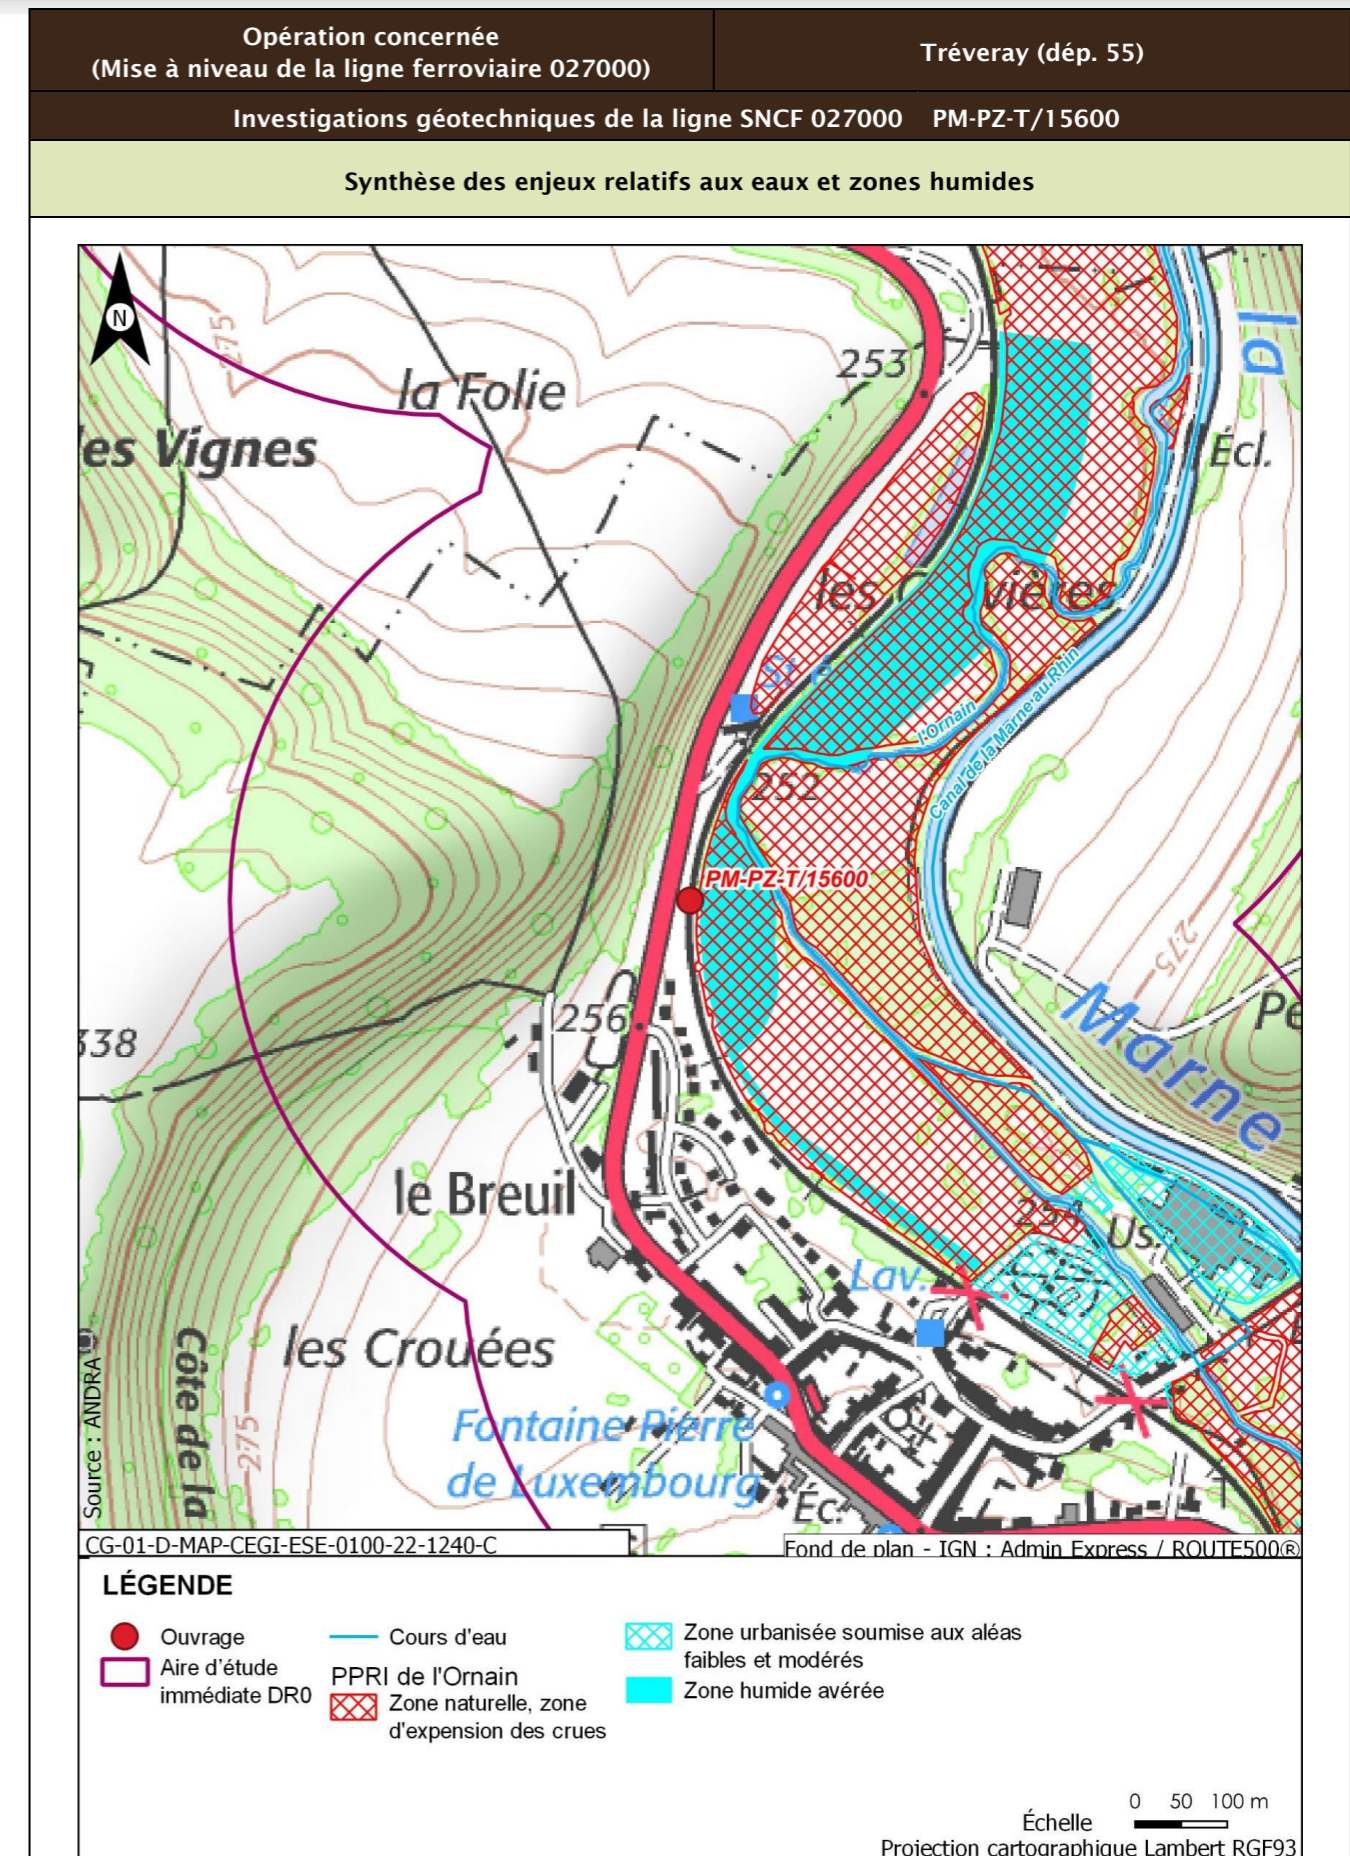 Opération concernée
(Mise à niveau de la ligne ferroviaire 027000)
Tréveray (dép. 55)
Investigations géotechniques de la ligne SNCF 027000 PM-PZ-T/15600
Synthèse des enjeux relatifs aux eaux et zones humides
N
275
la Folie
253
la
es Vignes
Écl.
les
vières
l'Ornain
Canal de la Marne au Rhin
252
PM-PZ-T/15600
275
Marne
256
338
le Breuil
Us.
Lav.
les Crouées
Côte de la
275
Fontaine Pierre
de Luxembourg
Éc.
Source : ANDRA
CG-01-D-MAP-CEGI-ESE-0100-22-1240-C
Fond de plan - IGN : Admin Express / ROUTE500®
LÉGENDE
Ouvrage
Aire d'étude
immédiate DR0
Cours d'eau
PPRI de l'Ornain
Zone naturelle, zone
d'expension des crues
Zone urbanisée soumise aux aléas
faibles et modérés
Zone humide avérée
0 50 100 m
Échelle
Projection cartographique Lambert RGF93